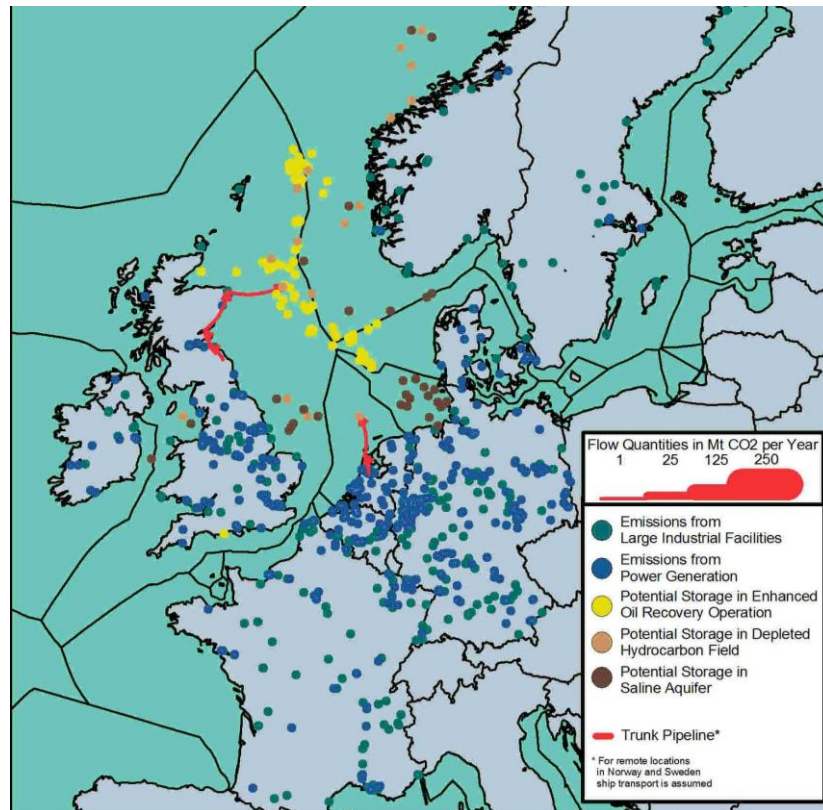 Flow Quantities in Mt CO2 per Year
1 25 125 250
Emissions from
Large Industrial Facilities
Emissions from
Power Generation
Potential Storage in Enhanced
Oil Recovery Operation
Potential Storage in Depleted
Hydrocarbon Field
Potential Storage in
Saline Aquifer
Trunk Pipeline*
* For remote locations
in Norway and Sweden
ship transport is assumed